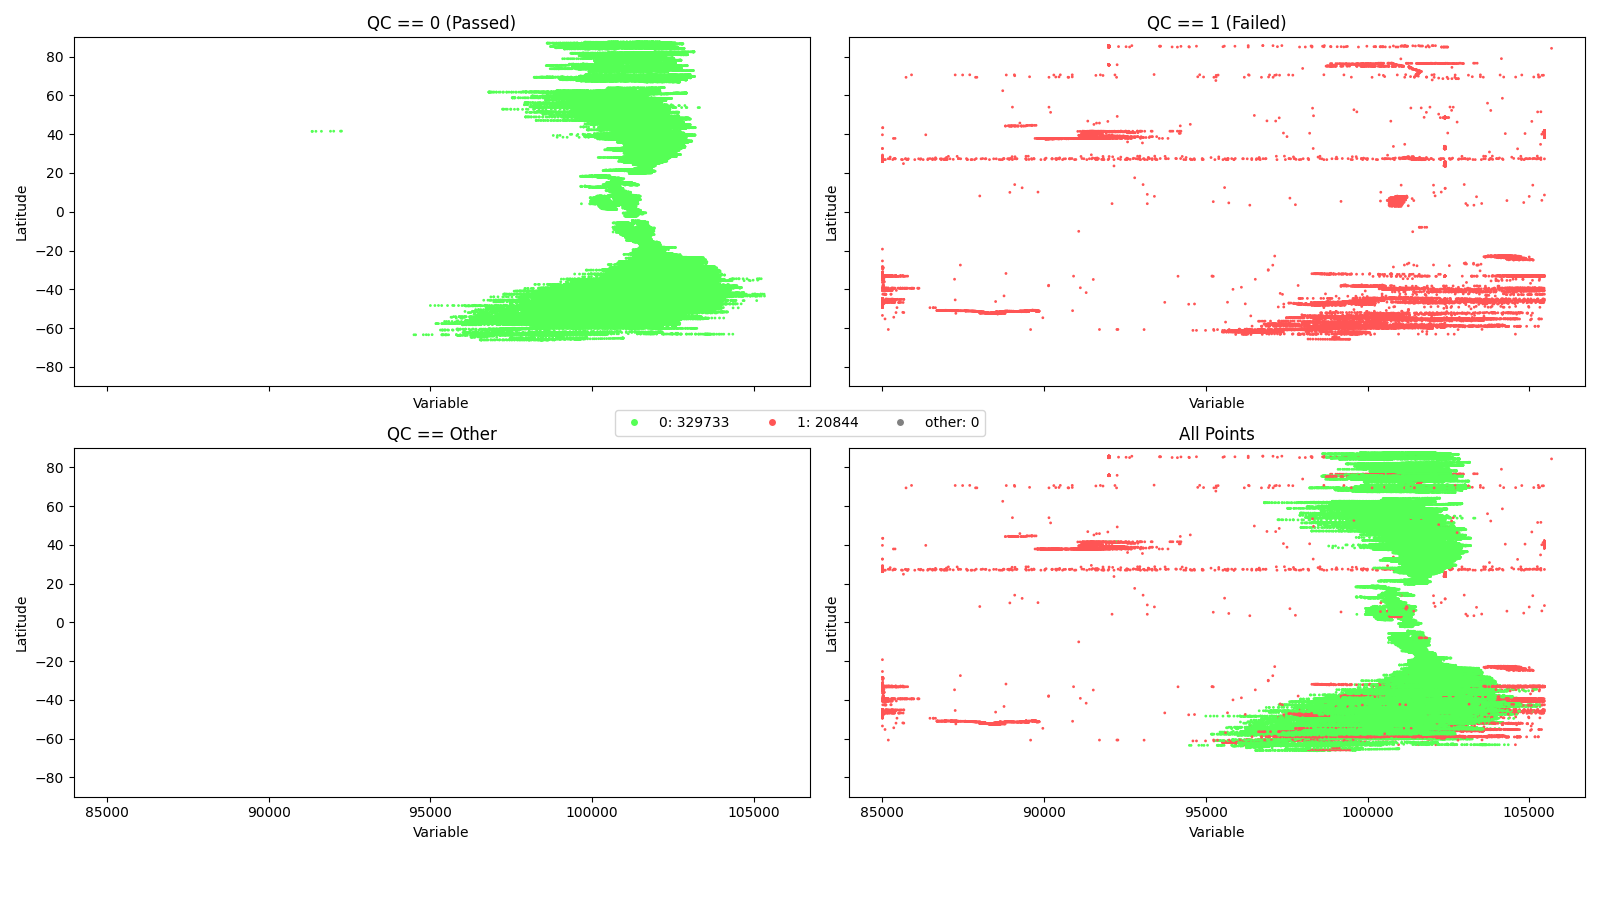 QC == 0 (Passed)
QC == 1 (Failed)
80
60
40
20
0
−20
−40
−60
−80
Latitude
Latitude
Variable
Variable
0: 329733 1: 20844 other: 0
QC == Other
All Points
80
60
40
20
0
−20
−40
−60
−80
Latitude
Latitude
85000 90000 95000 100000 105000
85000 90000 95000 100000 105000
Variable
Variable